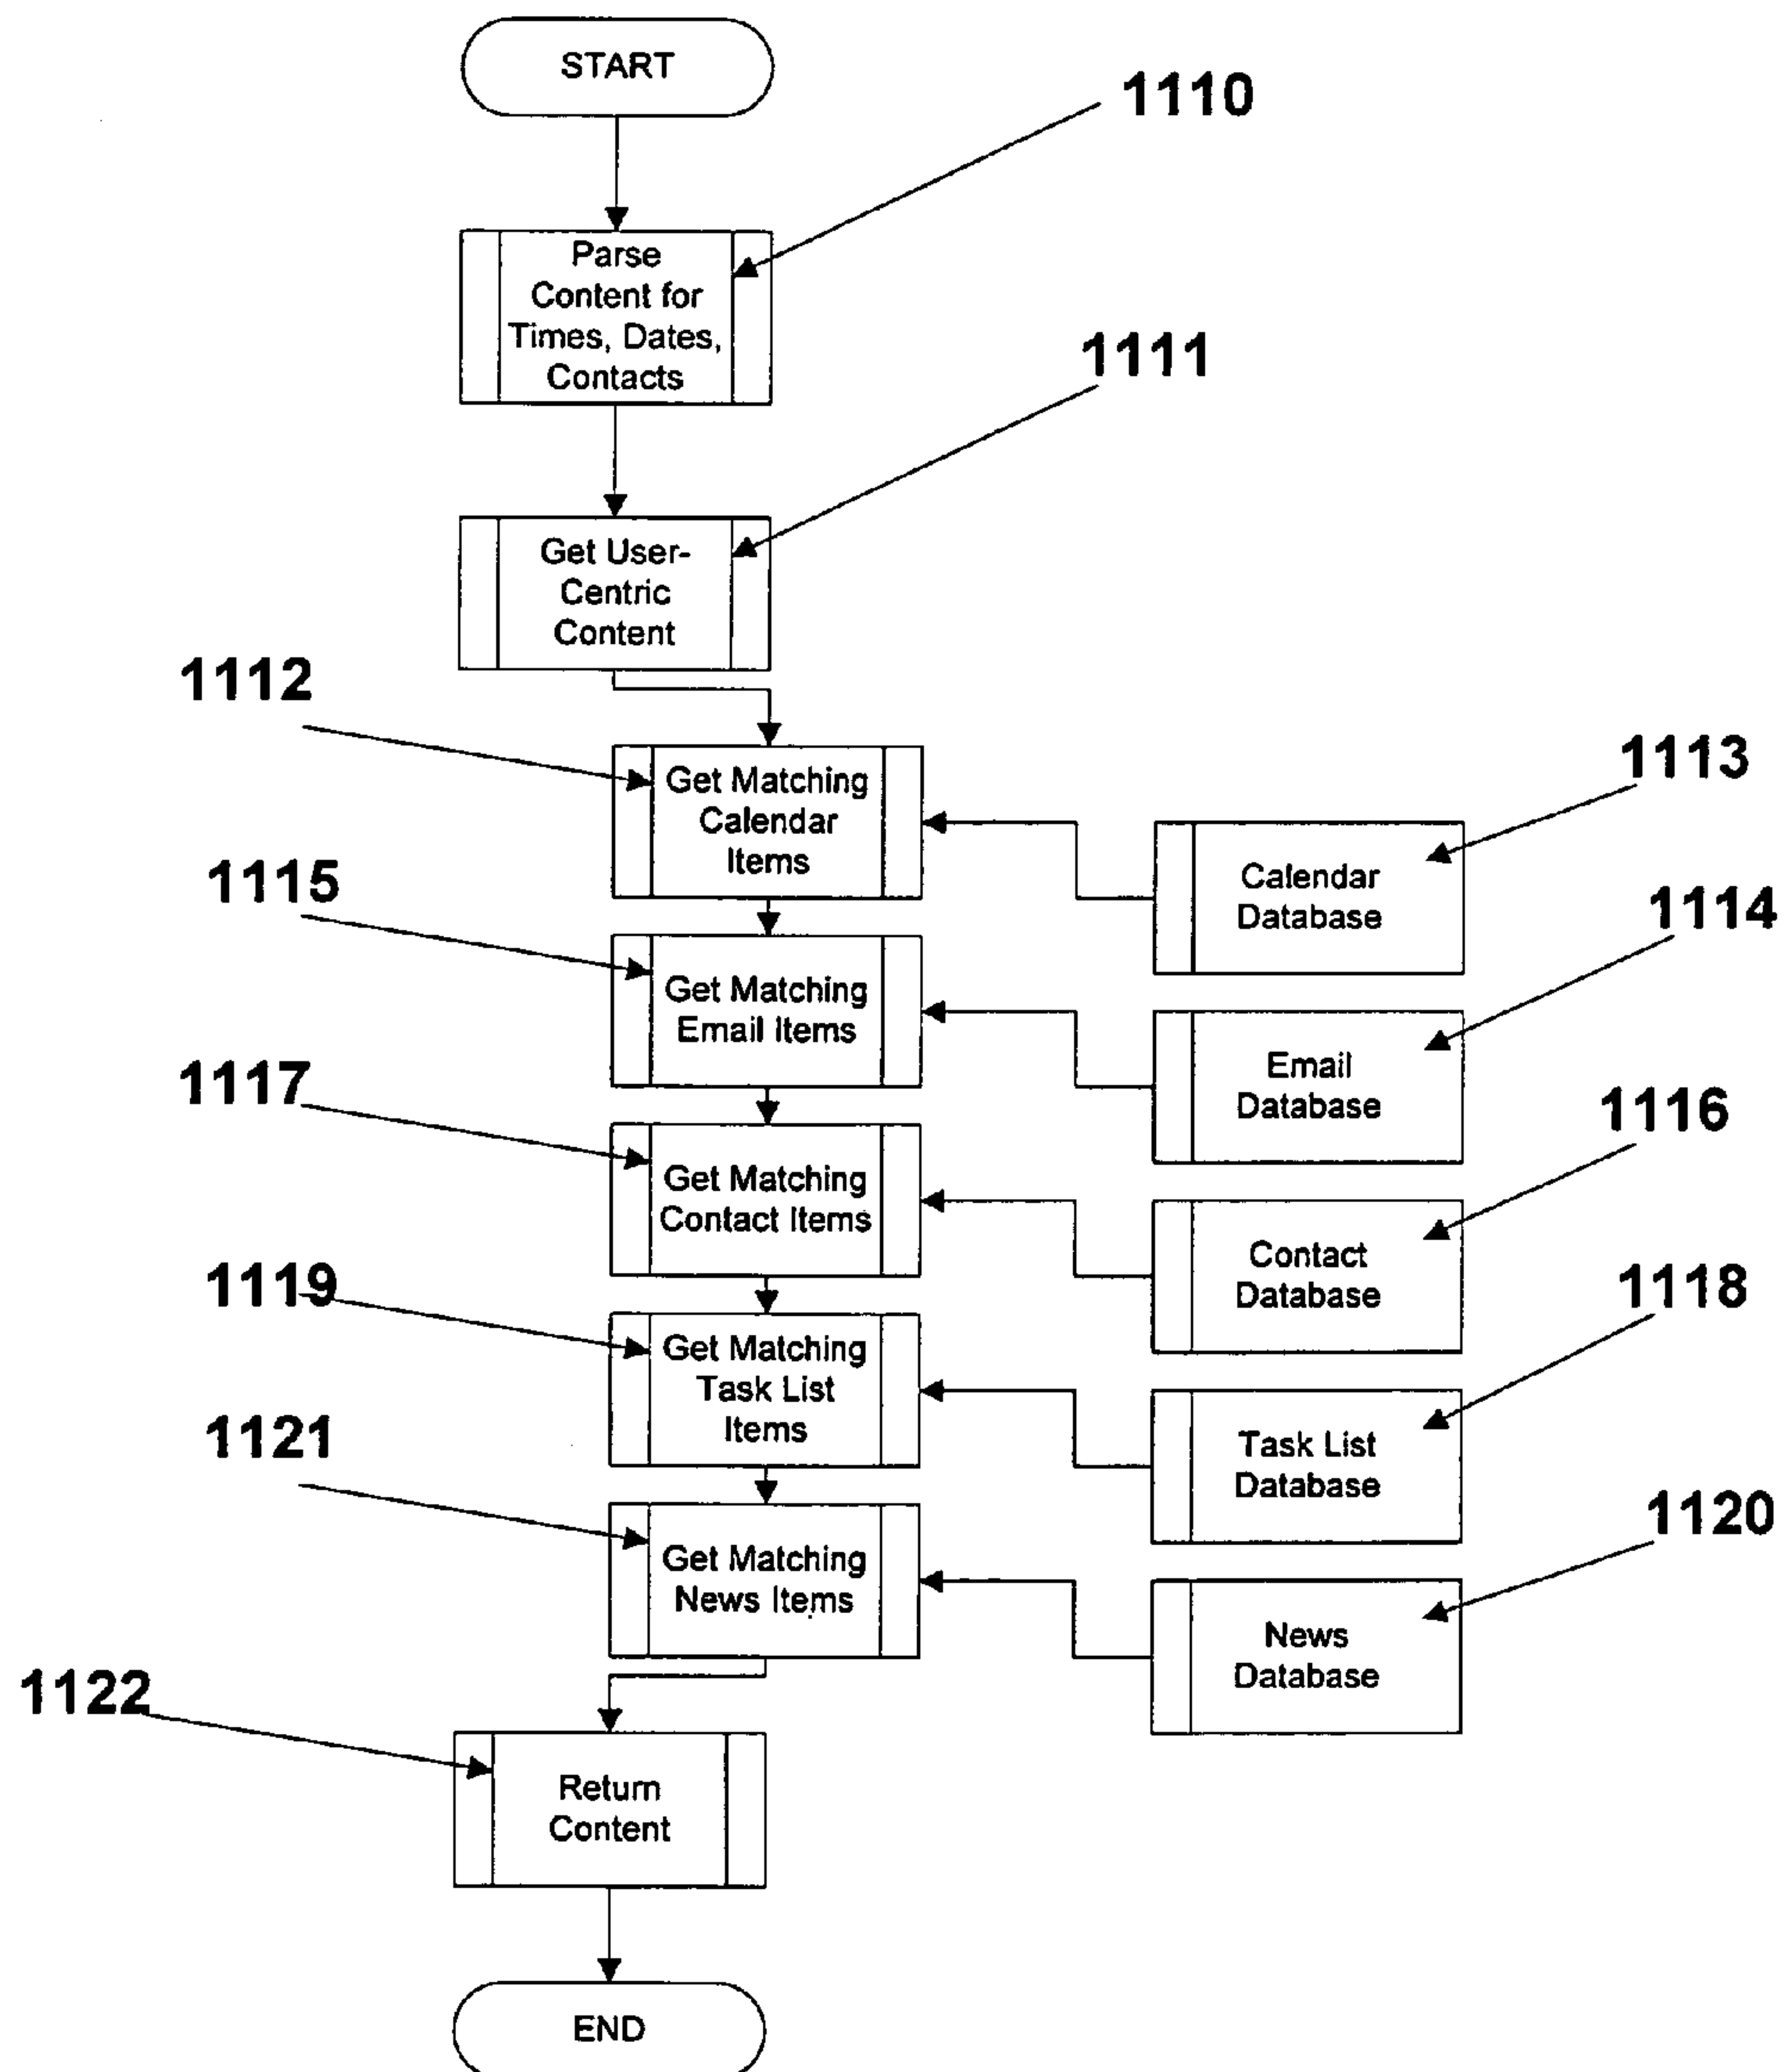 START
1110
Parse
Content for
Times, Dates,
Contacts
1111
Get User-
Centric
Content
1112
Get Matching
Calendar
Items
1113
Calendar
Database
1115
Get Matching
Email Items
1114
Email
Database
1117
Get Matching
Contact Items
1116
Contact
Database
1119
Get Matching
Task List
Items
1118
Task List
Database
1121
Get Matching
News Items
1120
News
Database
1122
Return
Content
END